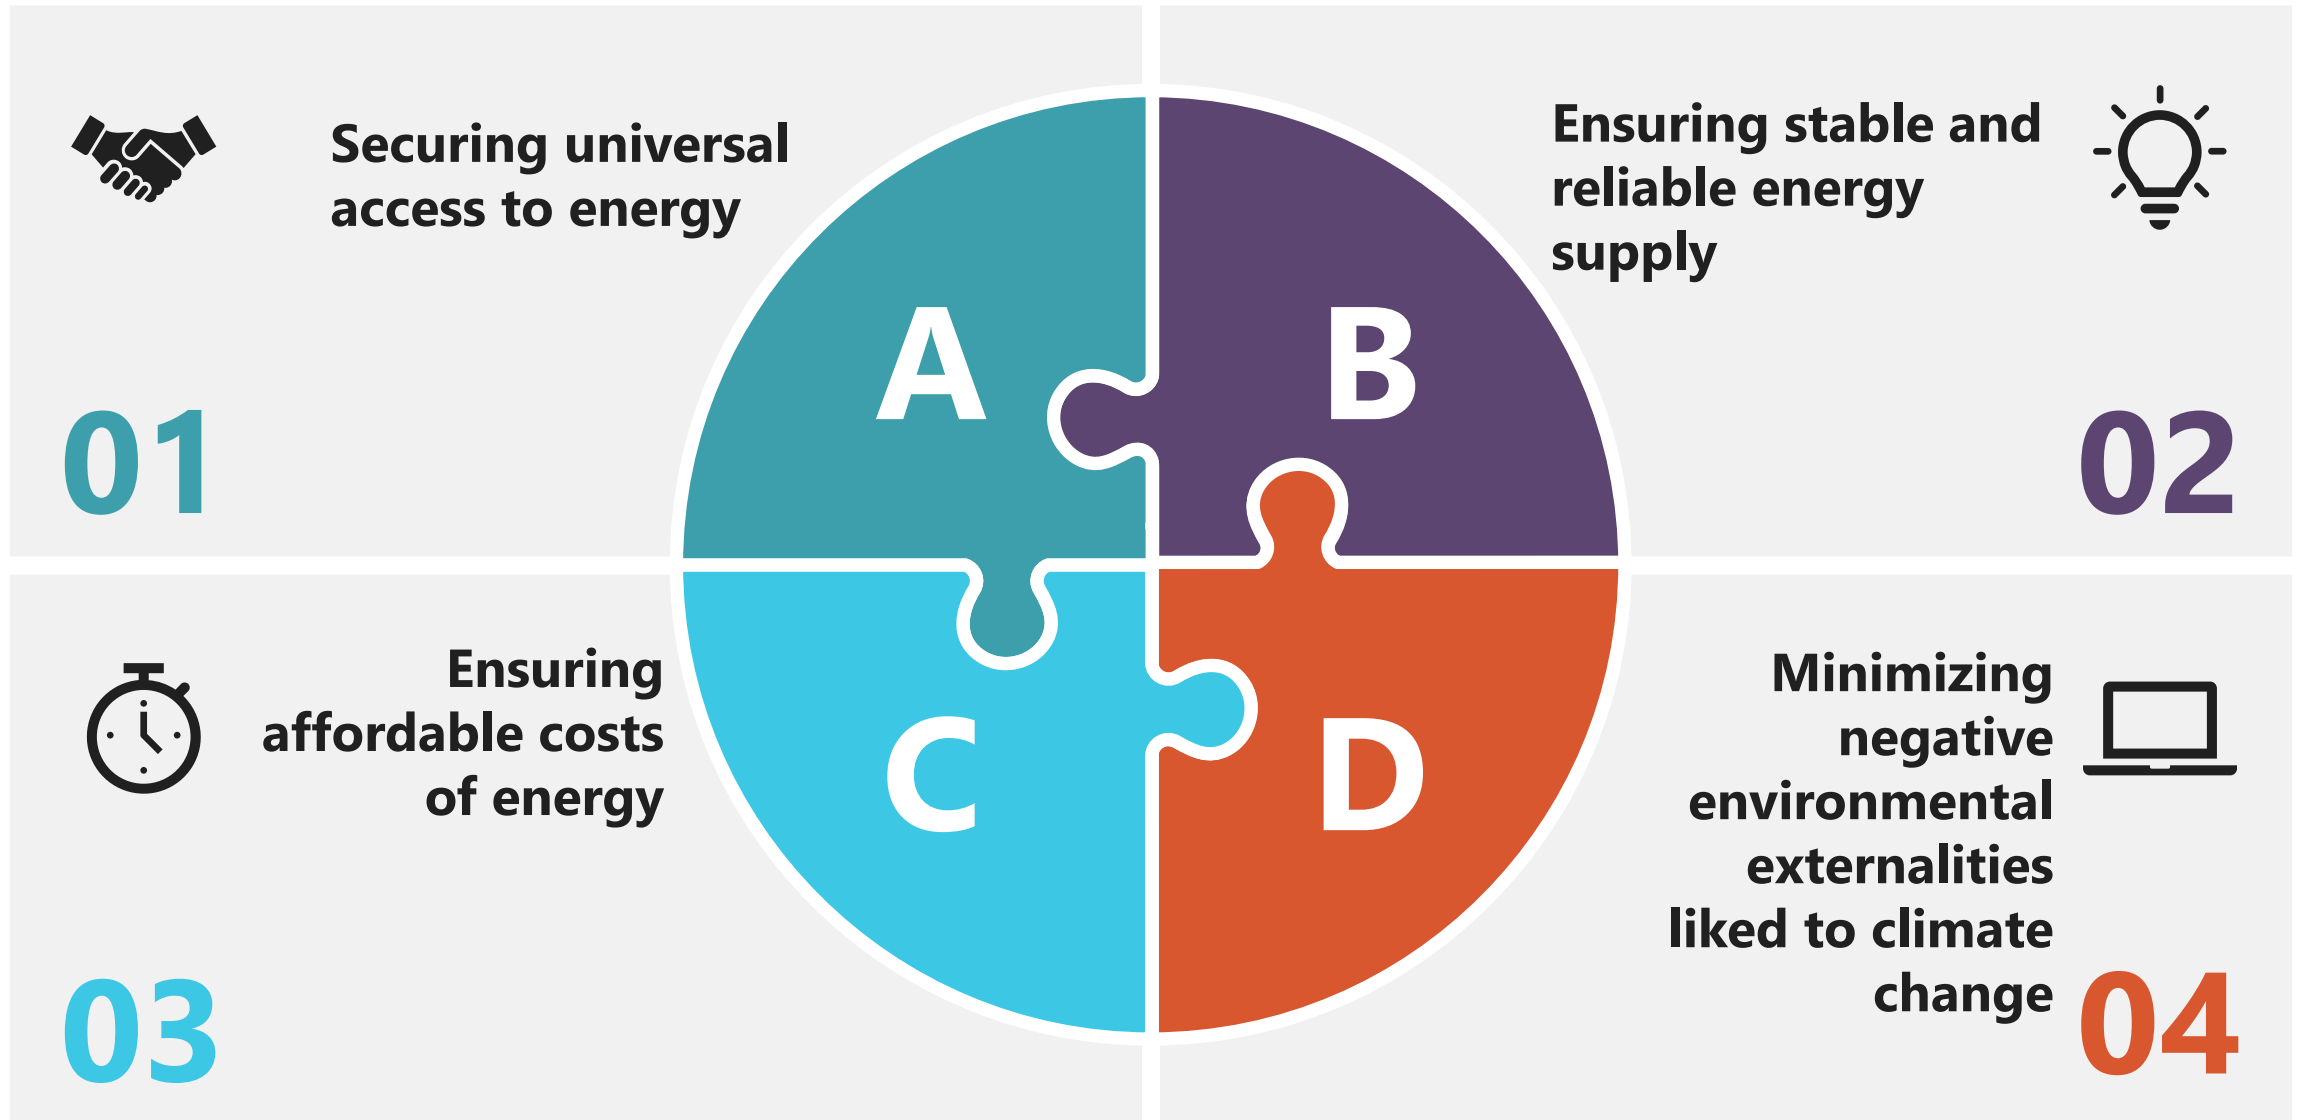 Securing universal
access to energy
A
01
Ensuring stable and
reliable energy
supply
B
02
Ensuring
affordable costs
of energy
C
03
Minimizing
negative
environmental
externalities
liked to climate
change
D
04